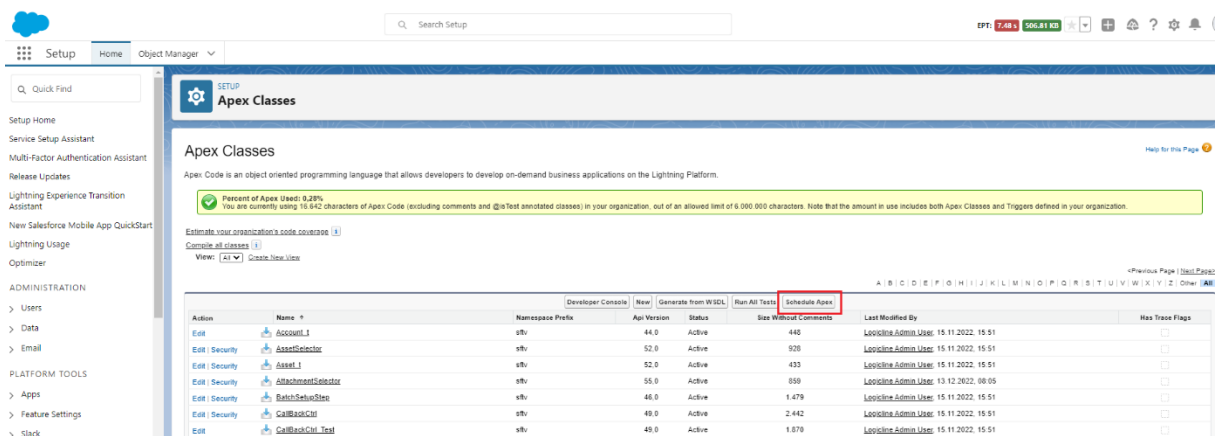 Search Setup
EPT: 7.48 s 506.81 KB
Setup Home Object Manager
Quick Find
Setup Home
Service Setup Assistant
Multi-Factor Authentication Assistant
Release Updates
Lightning Experience Transition
Assistant
New Salesforce Mobile App QuickStart
Lightning Usage
Optimizer
ADMINISTRATION
Users
Data
Email
PLATFORM TOOLS
Apps
Feature Settings
Slack
SETUP
Apex Classes
Apex Classes
Help for this Page
Apex Code is an object oriented programming language that allows developers to develop on-demand business applications on the Lightning Platform.
Percent of Apex Used: 0,28%
You are currently using 16.642 characters of Apex Code (excluding comments and @isTest annotated classes) in your organization, out of an allowed limit of 6.000.000 characters. Note that the amount in use includes both Apex Classes and Triggers defined in your organization.
Estimate your organization's code coverage i
Compile all classes i
View: All Create New View
<Previous Page | Next Page>
A | B | C | D | E | F | G | H | I | J | K | L | M | N | O | P | Q | R | S | T | U | V | W | X | Y | Z | Other All
Developer Console New Generate from WSDL Run All Tests Schedule Apex
Action Name ↑ Namespace Prefix Api Version Status Size Without Comments Last Modified By Has Trace Flags
Edit Account_t sftv 44,0 Active 448 Logicline Admin User, 15.11.2022, 15:51
Edit | Security AssetSelector sftv 52,0 Active 928 Logicline Admin User, 15.11.2022, 15:51
Edit | Security Asset_t sftv 52,0 Active 433 Logicline Admin User, 15.11.2022, 15:51
Edit | Security AttachmentSelector sftv 55,0 Active 859 Logicline Admin User, 13.12.2022, 08:05
Edit | Security BatchSetupStep sftv 46,0 Active 1.479 Logicline Admin User, 15.11.2022, 15:51
Edit | Security CallBackCtrl sftv 49,0 Active 2.442 Logicline Admin User, 15.11.2022, 15:51
Edit CallBackCtrl_Test sftv 49,0 Active 1.870 Logicline Admin User, 15.11.2022, 15:51